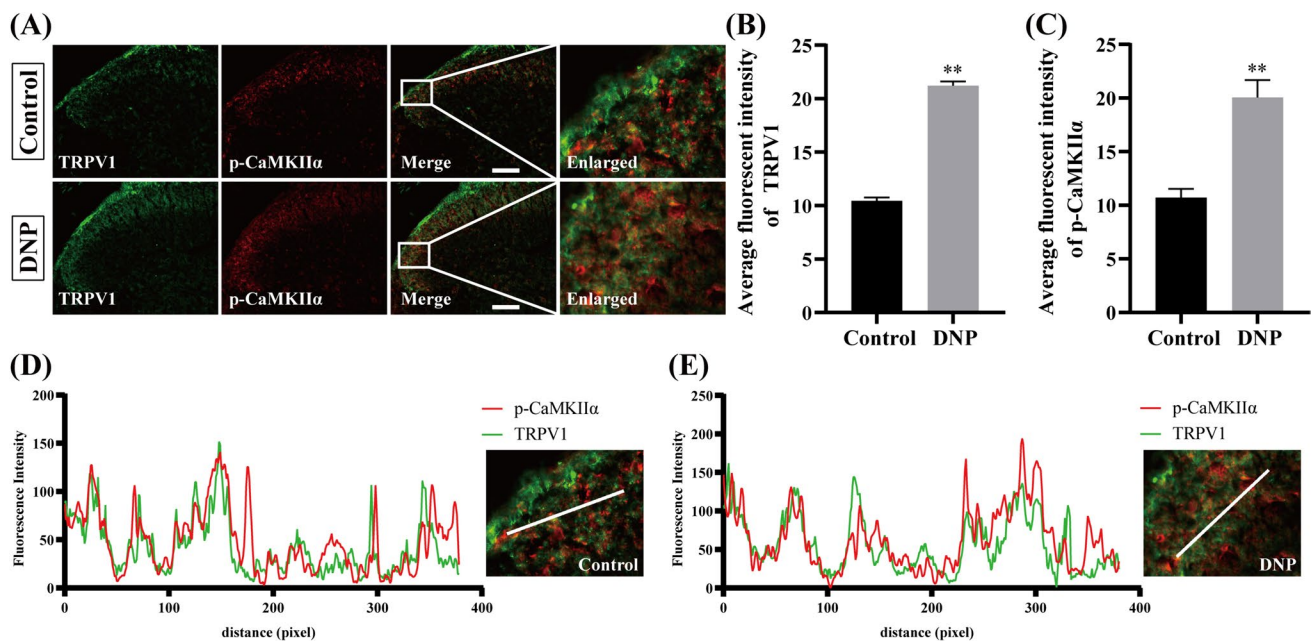 (A)
Control
TRPV1
p-CaMKIIα
Merge
Enlarged
DNP
TRPV1
p-CaMKIIα
Merge
Enlarged
(B)
Average fluorescent intensity
of TRPV1
25
20
15
10
5
0
**
Control DNP
(C)
Average fluorescent intensity
of p-CaMKIIα
25
20
15
10
5
0
**
Control DNP
(D)
Fluorescence Intensity
200
150
100
50
0
0 100 200 300 400
distance (pixel)
p-CaMKIIα
TRPV1
Control
(E)
Fluorescence Intensity
250
200
150
100
50
0
0 100 200 300 400
distance (pixel)
p-CaMKIIα
TRPV1
DNP